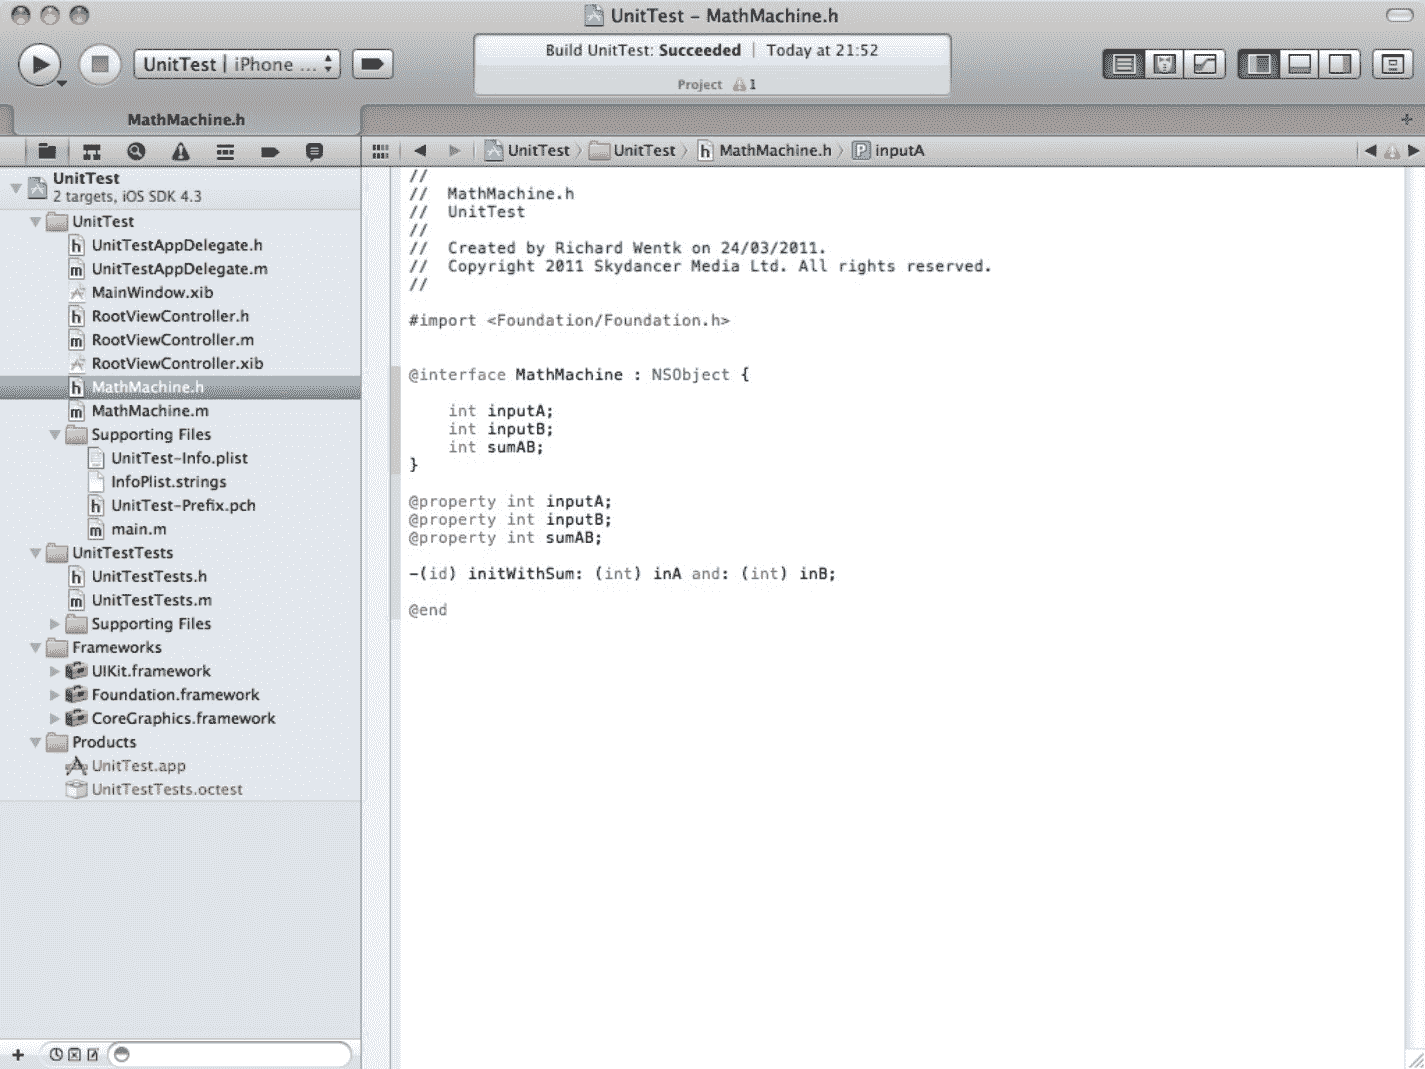 UnitTest – MathMachine.h
UnitTest | iPhone ...
Build UnitTest: Succeeded | Today at 21:52
Project 1
MathMachine.h
UnitTest UnitTest h MathMachine.h P inputA
UnitTest
2 targets, iOS SDK 4.3
UnitTest
h UnitTestAppDelegate.h
m UnitTestAppDelegate.m
MainWindow.xib
h RootViewController.h
m RootViewController.m
RootViewController.xib
h MathMachine.h
m MathMachine.m
Supporting Files
UnitTest-Info.plist
InfoPlist.strings
h UnitTest-Prefix.pch
m main.m
UnitTestTests
h UnitTestTests.h
m UnitTestTests.m
Supporting Files
Frameworks
UIKit.framework
Foundation.framework
CoreGraphics.framework
Products
UnitTest.app
UnitTestTests.octest
//
// MathMachine.h
// UnitTest
//
// Created by Richard Wentk on 24/03/2011.
// Copyright 2011 Skydancer Media Ltd. All rights reserved.
//
#import <Foundation/Foundation.h>
@interface MathMachine : NSObject {
int inputA;
int inputB;
int sumAB;
}
@property int inputA;
@property int inputB;
@property int sumAB;
-(id) initWithSum: (int) inA and: (int) inB;
@end